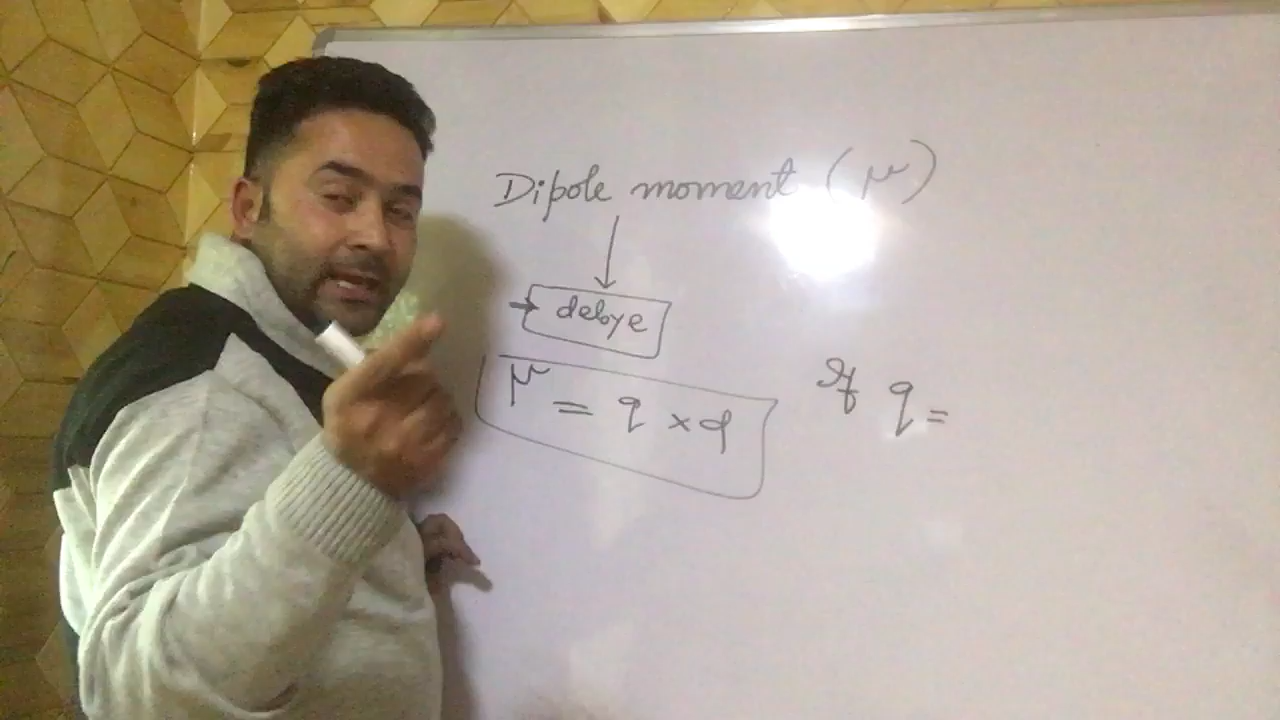 Dipole moment (μ)
debye
μ = q × d
If q =